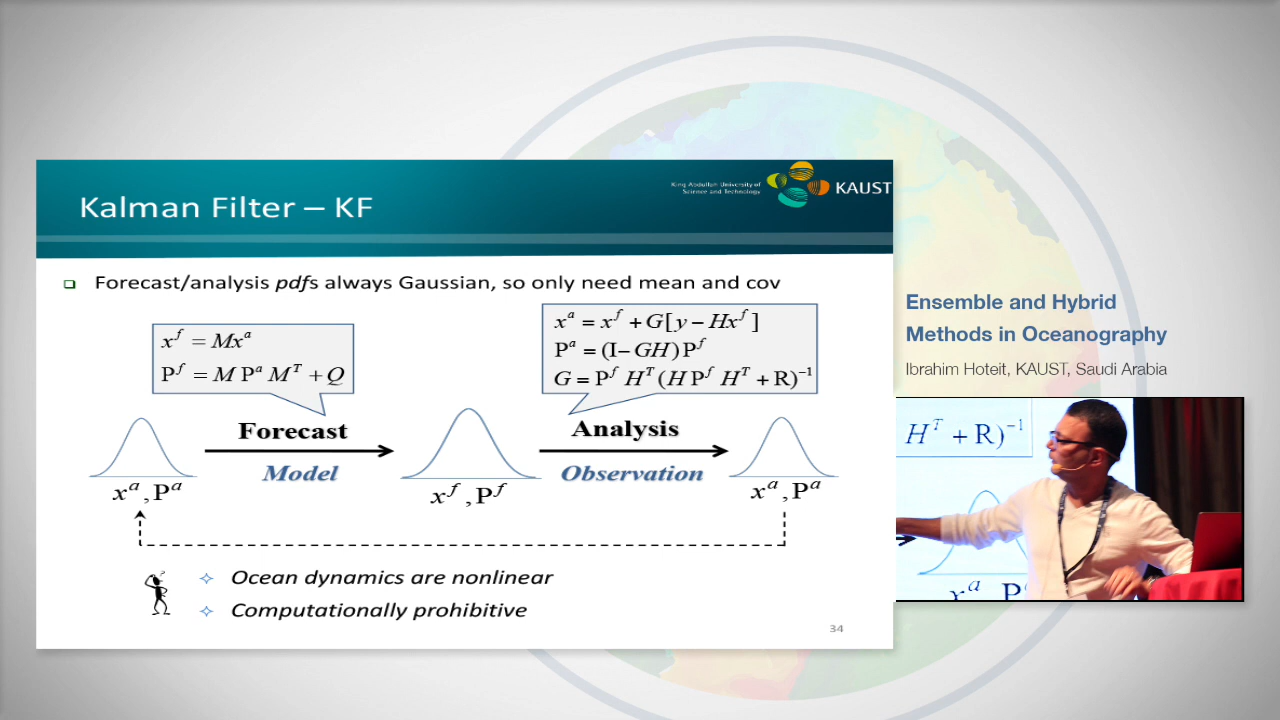 King Abdullah University of
Science and Technology
KAUST
Kalman Filter – KF
Forecast/analysis pdfs always Gaussian, so only need mean and cov
x^f = Mx^a
P^f = M P^a M^T + Q
x^a = x^f + G[y − Hx^f]
P^a = (I − GH)P^f
G = P^f H^T (H P^f H^T + R)^−1
Forecast
Model
Analysis
Observation
x^a, P^a
x^f, P^f
x^a, P^a
Ocean dynamics are nonlinear
Computationally prohibitive
34
Ensemble and Hybrid
Methods in Oceanography
Ibrahim Hoteit, KAUST, Saudi Arabia
H^T + R)^−1
x^a P